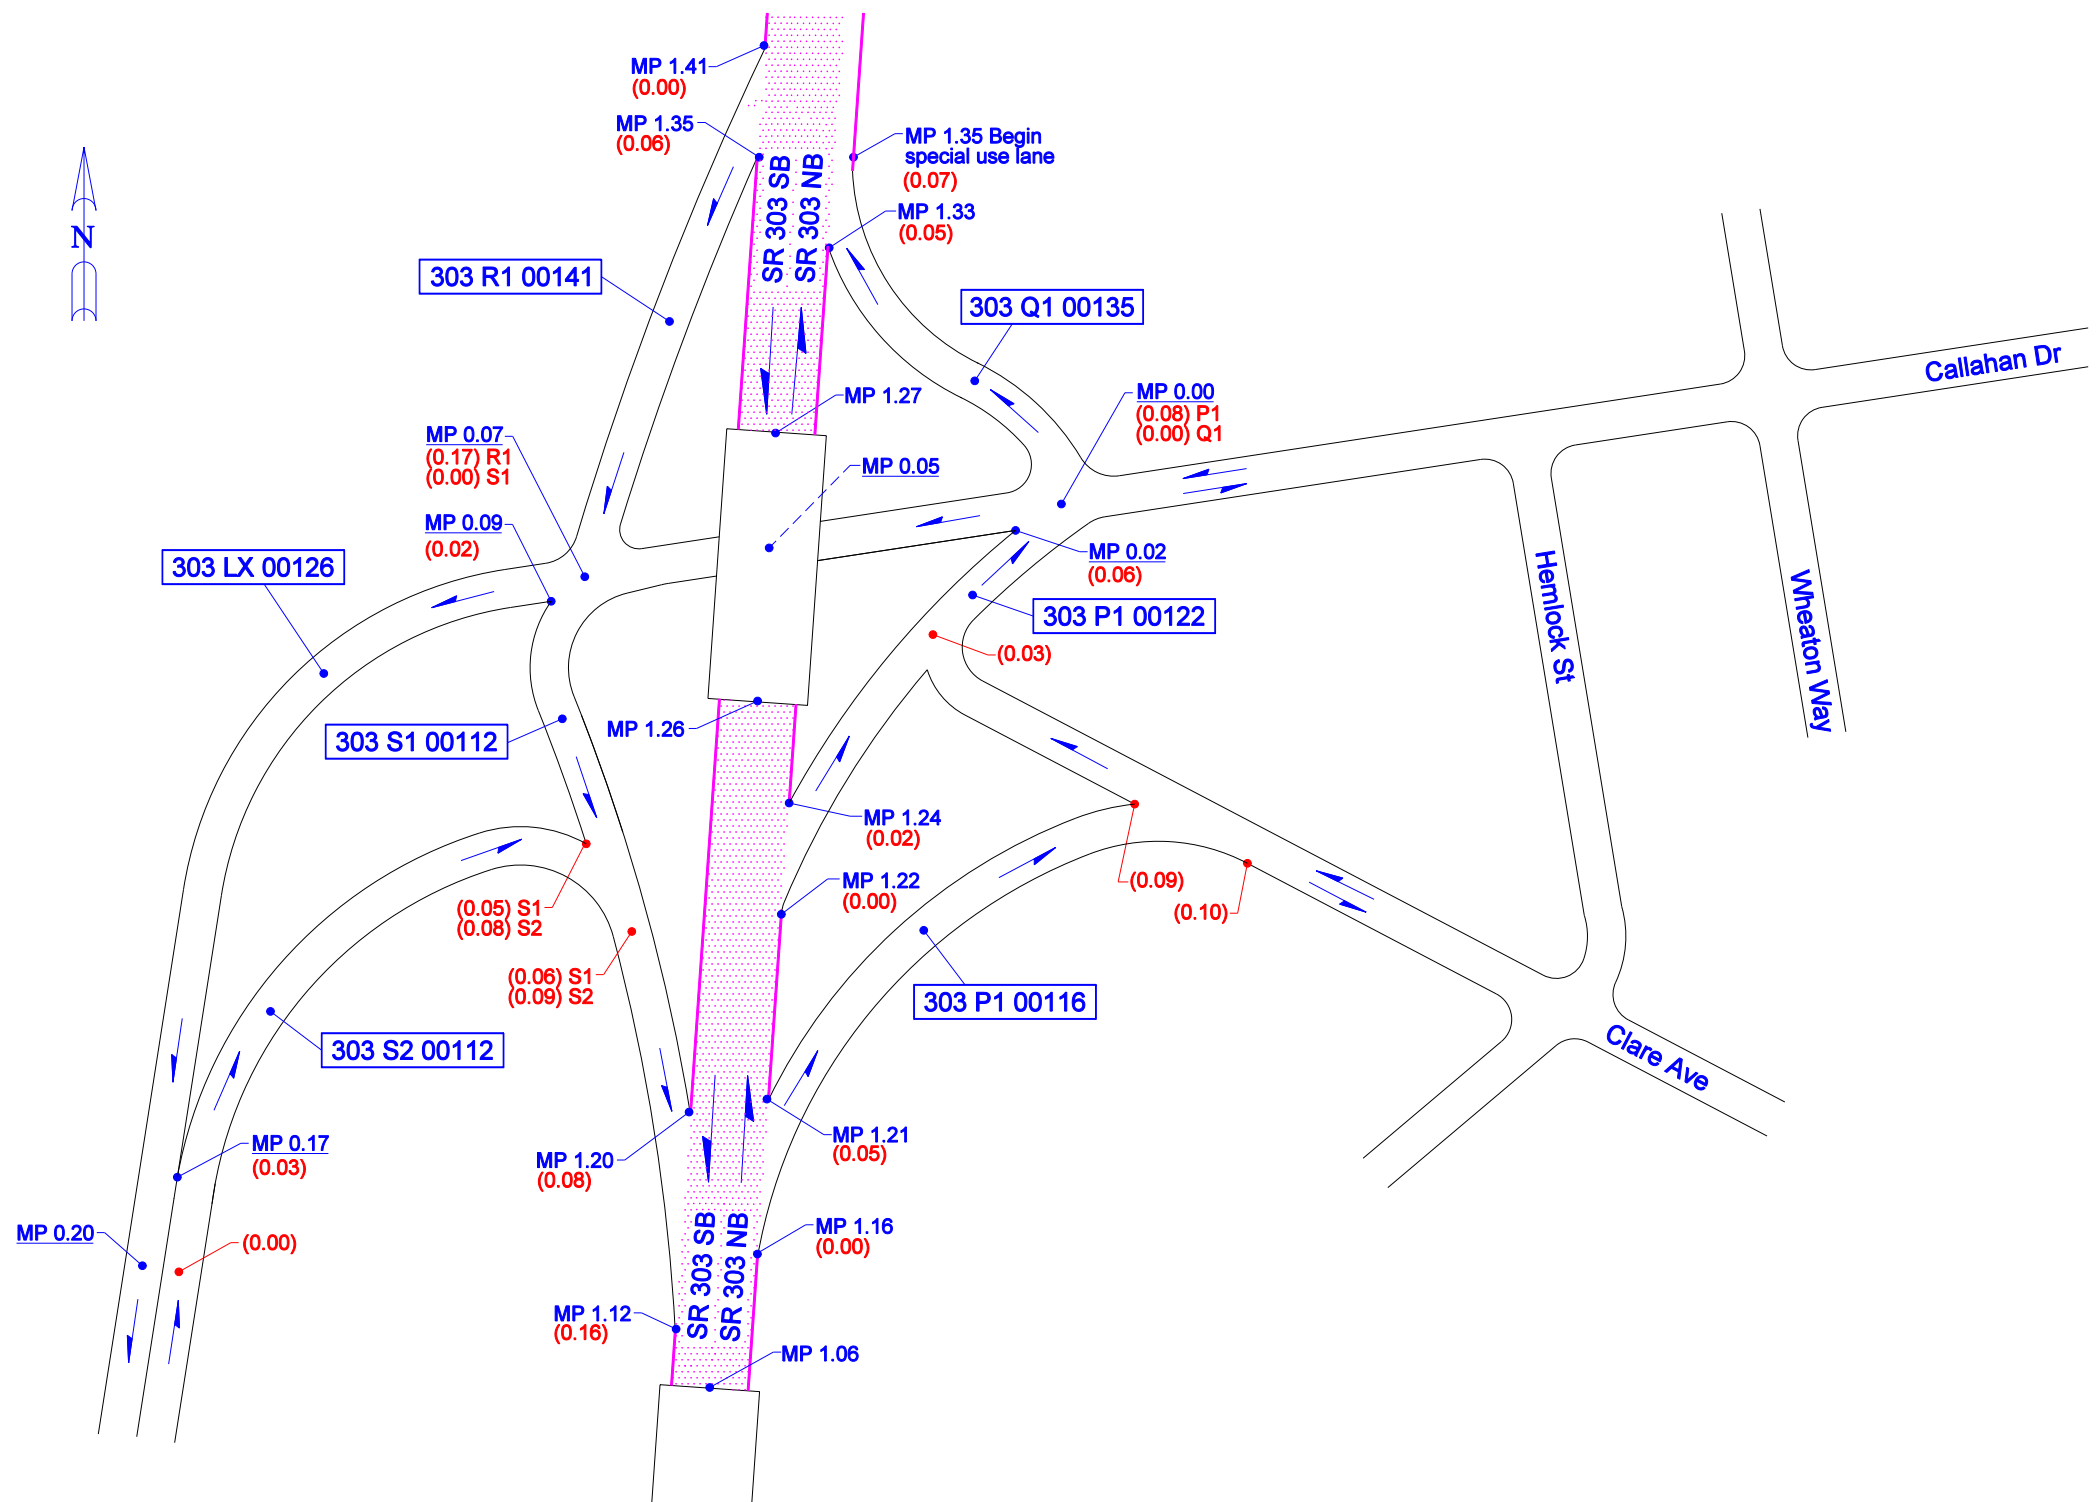 MP 1.41
(0.00)
MP 1.35
(0.06)
MP 1.35 Begin
special use lane
(0.07)
SR 303 SB
SR 303 NB
MP 1.33
(0.05)
N
303 R1 00141
303 Q1 00135
Callahan Dr
MP 1.27
MP 0.00
(0.08) P1
(0.00) Q1
MP 0.07
(0.17) R1
(0.00) S1
MP 0.05
MP 0.09
(0.02)
303 LX 00126
MP 0.02
(0.06)
303 P1 00122
Hemlock St
Wheaton Way
(0.03)
303 S1 00112
MP 1.26
MP 1.24
(0.02)
MP 1.22
(0.00)
(0.09)
(0.10)
(0.05) S1
(0.08) S2
(0.06) S1
(0.09) S2
303 P1 00116
303 S2 00112
Clare Ave
MP 0.17
(0.03)
MP 1.20
(0.08)
MP 1.21
(0.05)
MP 0.20
(0.00)
SR 303 SB
SR 303 NB
MP 1.16
(0.00)
MP 1.12
(0.16)
MP 1.06